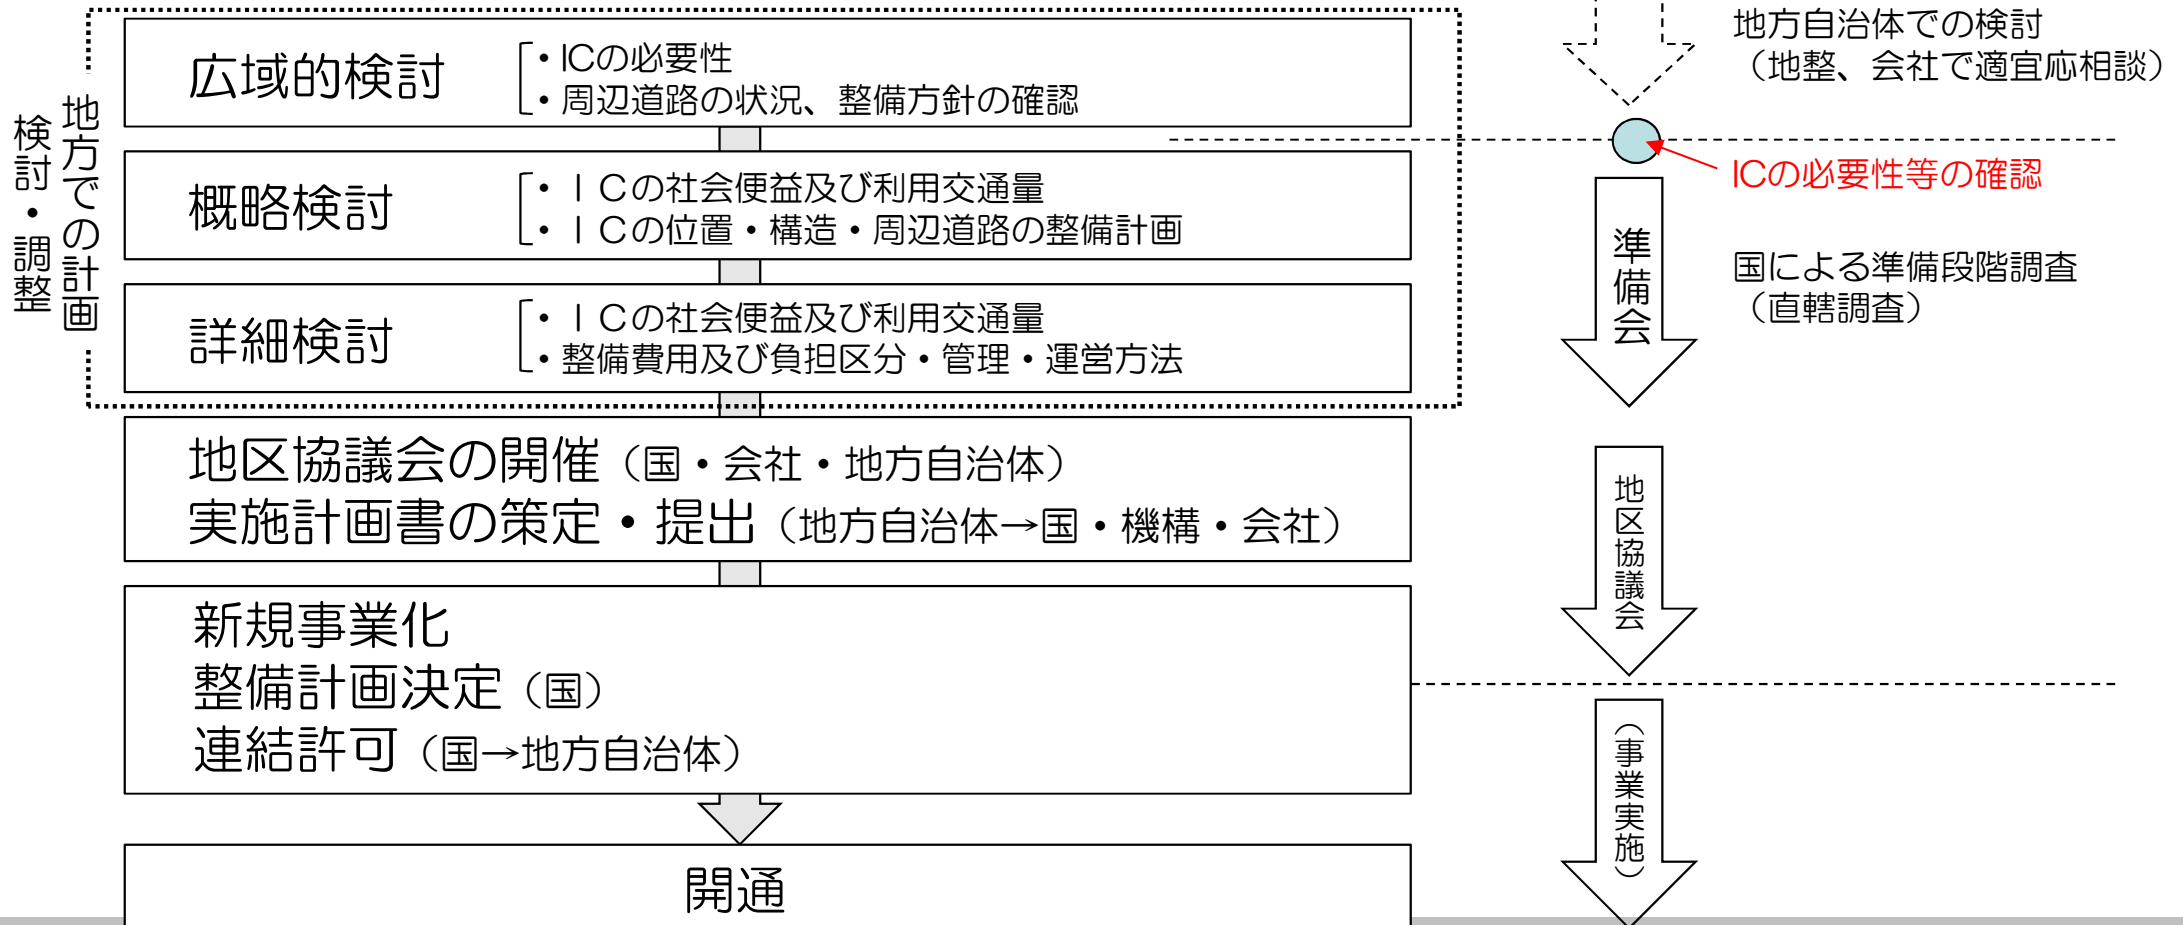 地方での計画
検討・調整
広域的検討
・ICの必要性
・周辺道路の状況、整備方針の確認
概略検討
・ＩＣの社会便益及び利用交通量
・ＩＣの位置・構造・周辺道路の整備計画
詳細検討
・ＩＣの社会便益及び利用交通量
・整備費用及び負担区分・管理・運営方法
地区協議会の開催（国・会社・地方自治体）
実施計画書の策定・提出（地方自治体→国・機構・会社）
新規事業化
整備計画決定（国）
連結許可（国→地方自治体）
開通
地方自治体での検討
（地整、会社で適宜応相談）
ICの必要性等の確認
準備会
国による準備段階調査
（直轄調査）
地区協議会
（事業実施）